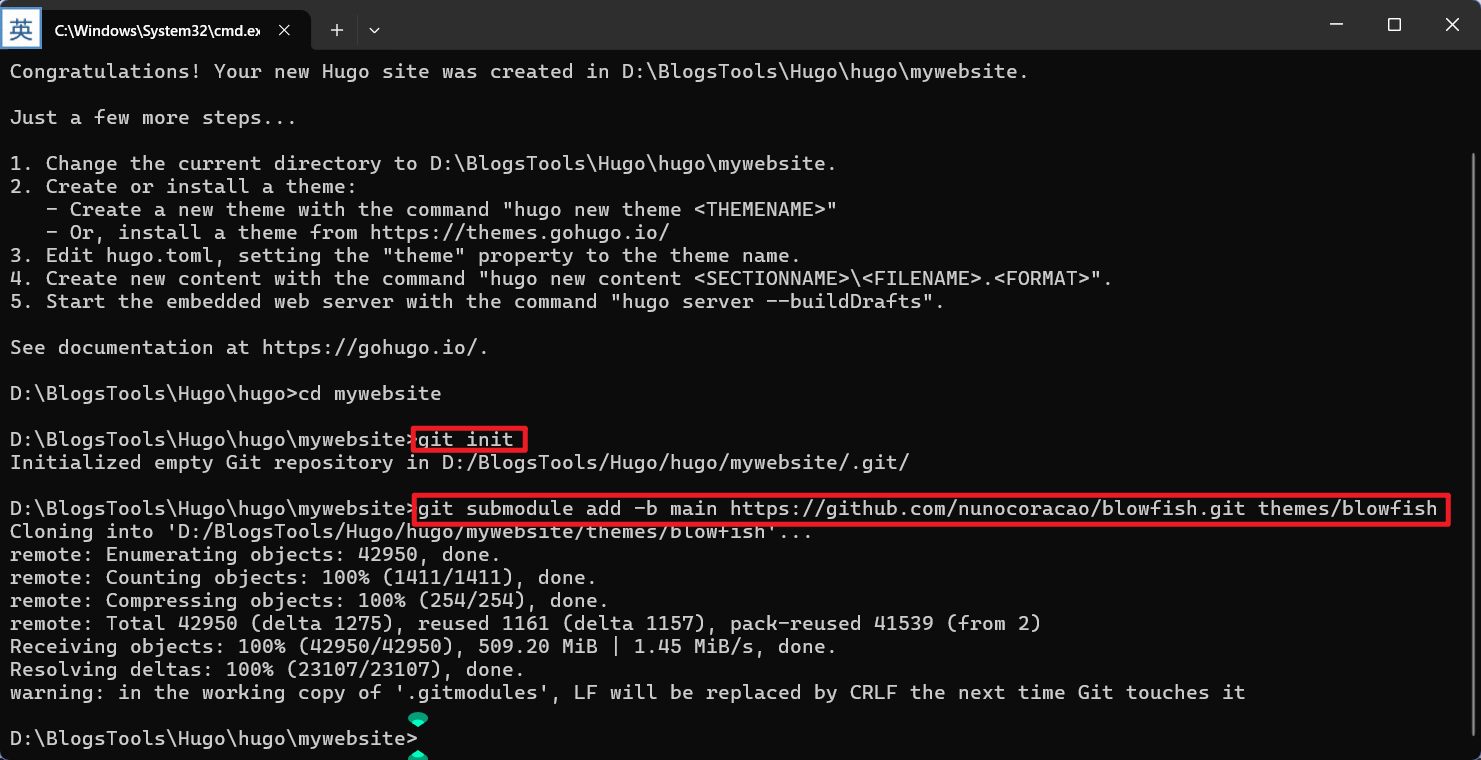 英
C:\Windows\System32\cmd.ex
Congratulations! Your new Hugo site was created in D:\BlogsTools\Hugo\hugo\mywebsite.
Just a few more steps...
1. Change the current directory to D:\BlogsTools\Hugo\hugo\mywebsite.
2. Create or install a theme:
   - Create a new theme with the command "hugo new theme <THEMENAME>"
   - Or, install a theme from https://themes.gohugo.io/
3. Edit hugo.toml, setting the "theme" property to the theme name.
4. Create new content with the command "hugo new content <SECTIONNAME>\<FILENAME>.<FORMAT>".
5. Start the embedded web server with the command "hugo server --buildDrafts".
See documentation at https://gohugo.io/.
D:\BlogsTools\Hugo\hugo>cd mywebsite
D:\BlogsTools\Hugo\hugo\mywebsite>git init
Initialized empty Git repository in D:/BlogsTools/Hugo/hugo/mywebsite/.git/
D:\BlogsTools\Hugo\hugo\mywebsite>git submodule add -b main https://github.com/nunocoracao/blowfish.git themes/blowfish
Cloning into 'D:/BlogsTools/Hugo/hugo/mywebsite/themes/blowfish'...
remote: Enumerating objects: 42950, done.
remote: Counting objects: 100% (1411/1411), done.
remote: Compressing objects: 100% (254/254), done.
remote: Total 42950 (delta 1275), reused 1161 (delta 1157), pack-reused 41539 (from 2)
Receiving objects: 100% (42950/42950), 509.20 MiB | 1.45 MiB/s, done.
Resolving deltas: 100% (23107/23107), done.
warning: in the working copy of '.gitmodules', LF will be replaced by CRLF the next time Git touches it
D:\BlogsTools\Hugo\hugo\mywebsite>